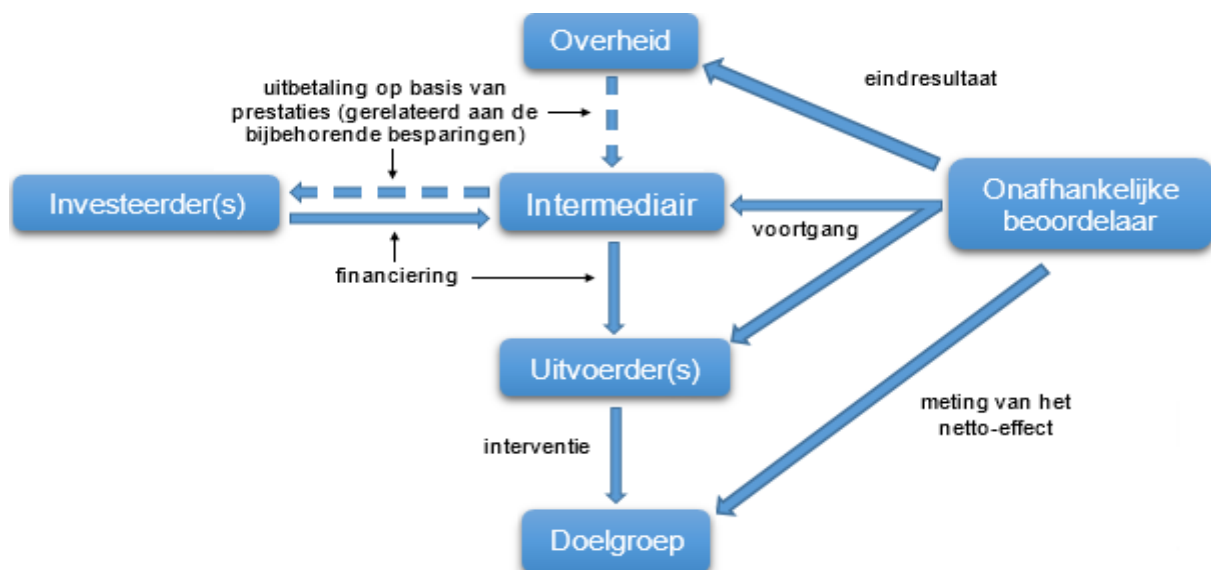 Overheid
eindresultaat
uitbetaling op basis van
prestaties (gerelateerd aan de
bijbehorende besparingen)
Investeerder(s)
Intermediair
Onafhankelijke
beoordelaar
voortgang
financiering
Uitvoerder(s)
meting van het
netto-effect
interventie
Doelgroep